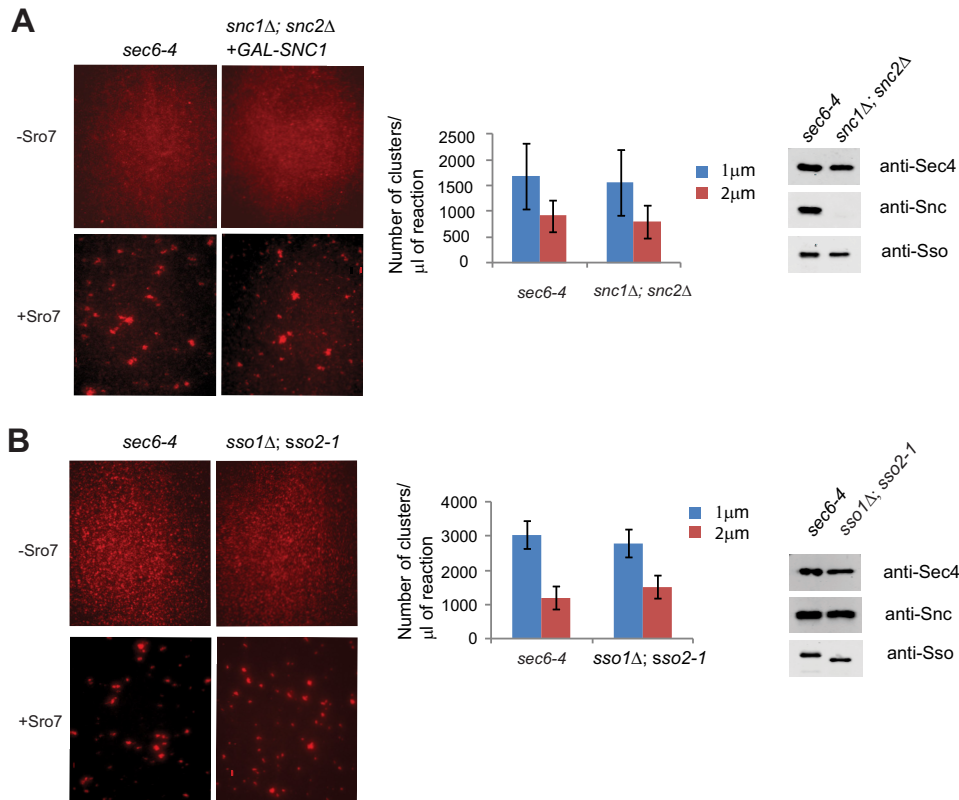 A
sec6-4
snc1Δ; snc2Δ
+GAL-SNC1
-Sro7
+Sro7
Number of clusters/
µl of reaction
2500
2000
1500
1000
500
0
sec6-4
snc1Δ; snc2Δ
1µm
2µm
sec6-4
snc1Δ; snc2Δ
anti-Sec4
anti-Snc
anti-Sso
B
sec6-4
sso1Δ; sso2-1
-Sro7
+Sro7
Number of clusters/
µl of reaction
4000
3000
2000
1000
0
sec6-4
sso1Δ; sso2-1
1µm
2µm
sec6-4
sso1Δ; sso2-1
anti-Sec4
anti-Snc
anti-Sso